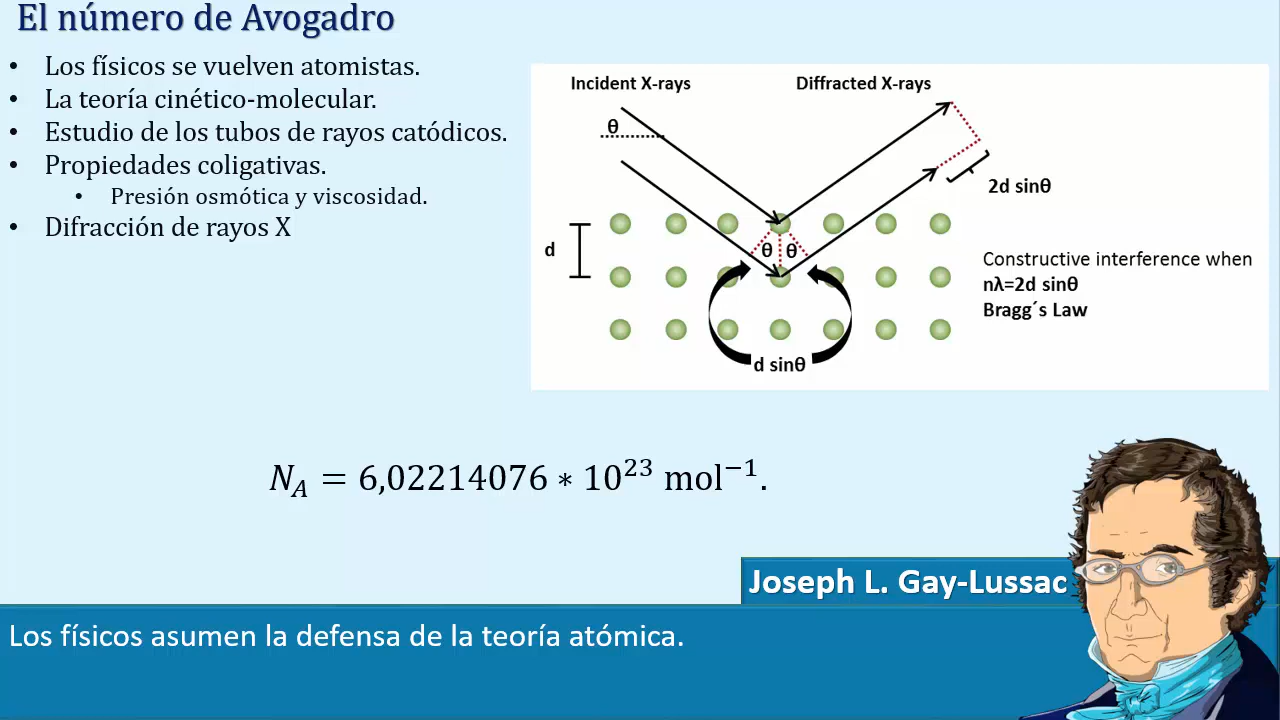 El número de Avogadro
• Los físicos se vuelven atomistas.
• La teoría cinético-molecular.
• Estudio de los tubos de rayos catódicos.
• Propiedades coligativas.
• Presión osmótica y viscosidad.
• Difracción de rayos X
Incident X-rays
Diffracted X-rays
θ
2d sinθ
d
θ θ
Constructive interference when
nλ=2d sinθ
Bragg´s Law
d sinθ
N_A = 6,02214076 * 10^23 mol^−1.
Joseph L. Gay-Lussac
Los físicos asumen la defensa de la teoría atómica.